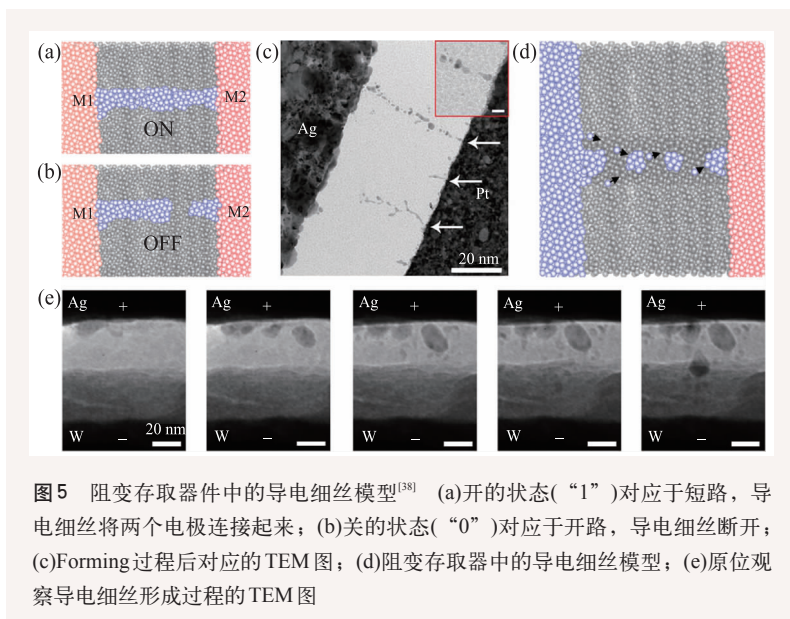 (a)
M1
M2
ON
(b)
M1
M2
OFF
(c)
Ag
Pt
20 nm
(d)
(e)
Ag
+
W
−
20 nm
+
−
+
−
Ag
+
W
−
Ag
+
W
−
图5 阻变存取器件中的导电细丝模型[38] (a)开的状态(“1”)对应于短路，导
电细丝将两个电极连接起来；(b)关的状态(“0”)对应于开路，导电细丝断开；
(c)Forming过程后对应的TEM图；(d)阻变存取器中的导电细丝模型；(e)原位观
察导电细丝形成过程的TEM图